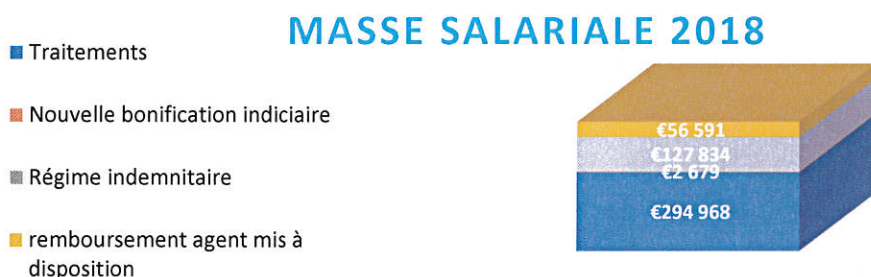 MASSE SALARIALE 2018
Traitements
Nouvelle bonification indiciaire
Régime indemnitaire
remboursement agent mis à
disposition
€56 591
€127 834
€2 679
€294 968